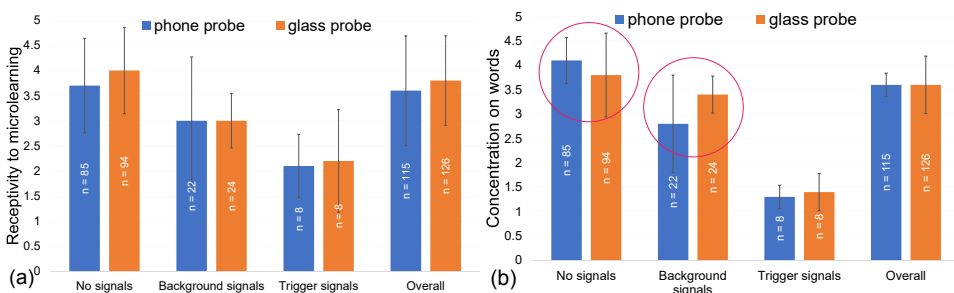 phone probe glass probe
Receptivity to microlearning
5
4.5
4
3.5
3
2.5
2
1.5
1
0.5
0
n = 85
n = 94
n = 22
n = 24
n = 8
n = 8
n = 115
n = 126
No signals Background signals Trigger signals Overall
(a)
phone probe glass probe
Concentration on words
5
4.5
4
3.5
3
2.5
2
1.5
1
0.5
0
n = 85
n = 94
n = 22
n = 24
n = 8
n = 8
n = 115
n = 126
No signals Background Trigger signals Overall
signals
(b)